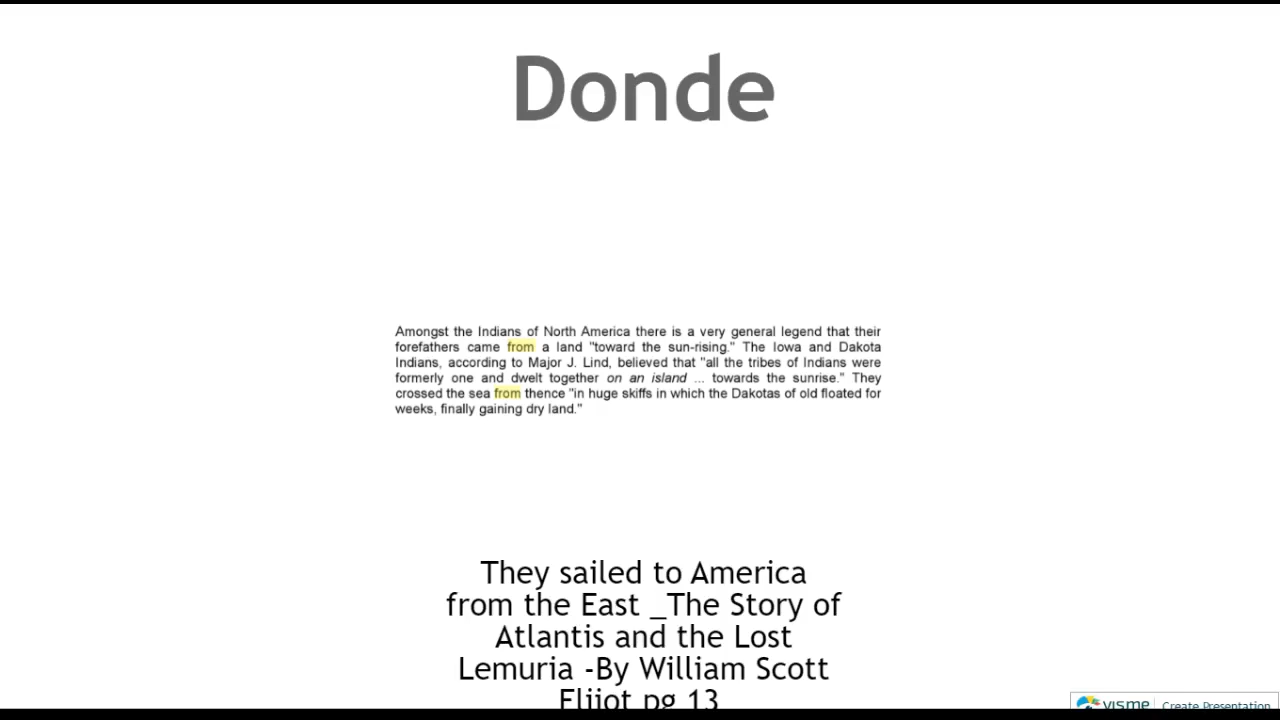 Donde
Amongst the Indians of North America there is a very general legend that their
forefathers came from a land "toward the sun-rising." The Iowa and Dakota
Indians, according to Major J. Lind, believed that "all the tribes of Indians were
formerly one and dwelt together on an island ... towards the sunrise." They
crossed the sea from thence "in huge skiffs in which the Dakotas of old floated for
weeks, finally gaining dry land."
They sailed to America
from the East _The Story of
Atlantis and the Lost
Lemuria -By William Scott
Elijot pg 13
visme Create Presentation